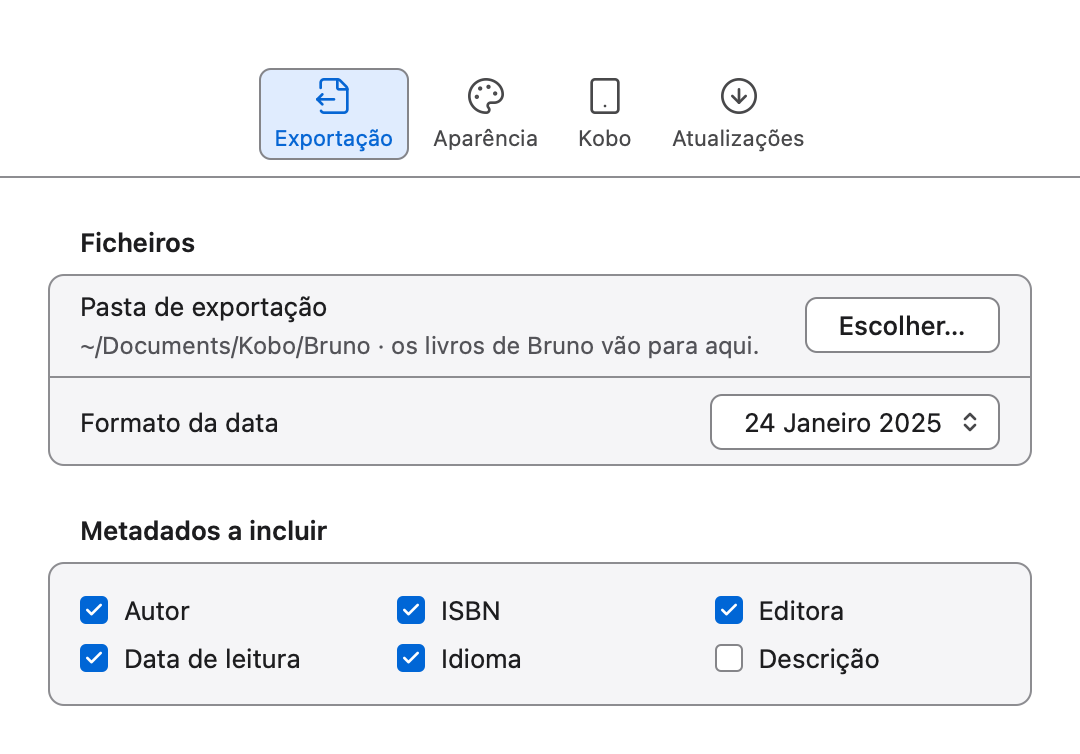 Exportação
Aparência
Kobo
Atualizações
Ficheiros
Pasta de exportação
~/Documents/Kobo/Bruno · os livros de Bruno vão para aqui.
Escolher...
Formato da data
24 Janeiro 2025
Metadados a incluir
Autor
ISBN
Editora
Data de leitura
Idioma
Descrição